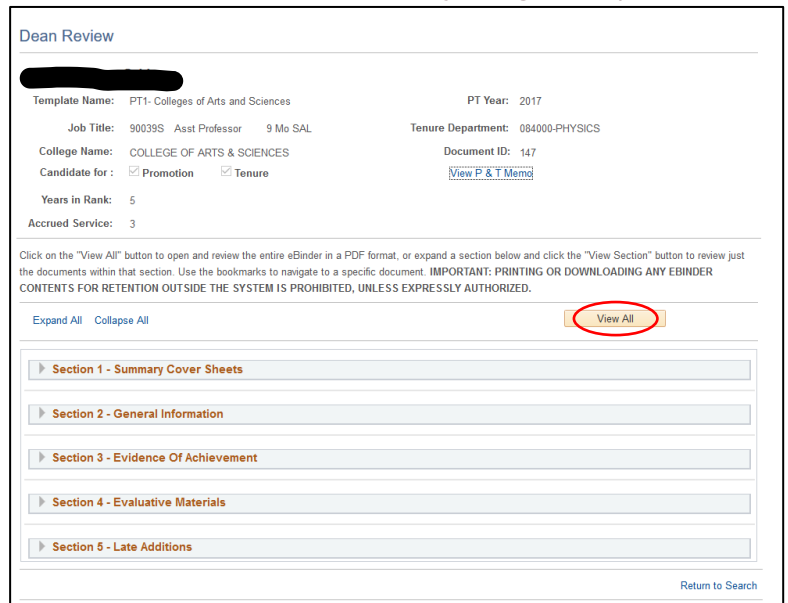 Dean Review
Template Name: PT1- Colleges of Arts and Sciences PT Year: 2017
Job Title: 90039S Asst Professor 9 Mo SAL Tenure Department: 084000-PHYSICS
College Name: COLLEGE OF ARTS & SCIENCES Document ID: 147
Candidate for : Promotion Tenure View P & T Memo
Years in Rank: 5
Accrued Service: 3
Click on the "View All" button to open and review the entire eBinder in a PDF format, or expand a section below and click the "View Section" button to review just
the documents within that section. Use the bookmarks to navigate to a specific document. IMPORTANT: PRINTING OR DOWNLOADING ANY EBINDER
CONTENTS FOR RETENTION OUTSIDE THE SYSTEM IS PROHIBITED, UNLESS EXPRESSLY AUTHORIZED.
Expand All Collapse All View All
Section 1 - Summary Cover Sheets
Section 2 - General Information
Section 3 - Evidence Of Achievement
Section 4 - Evaluative Materials
Section 5 - Late Additions
Return to Search